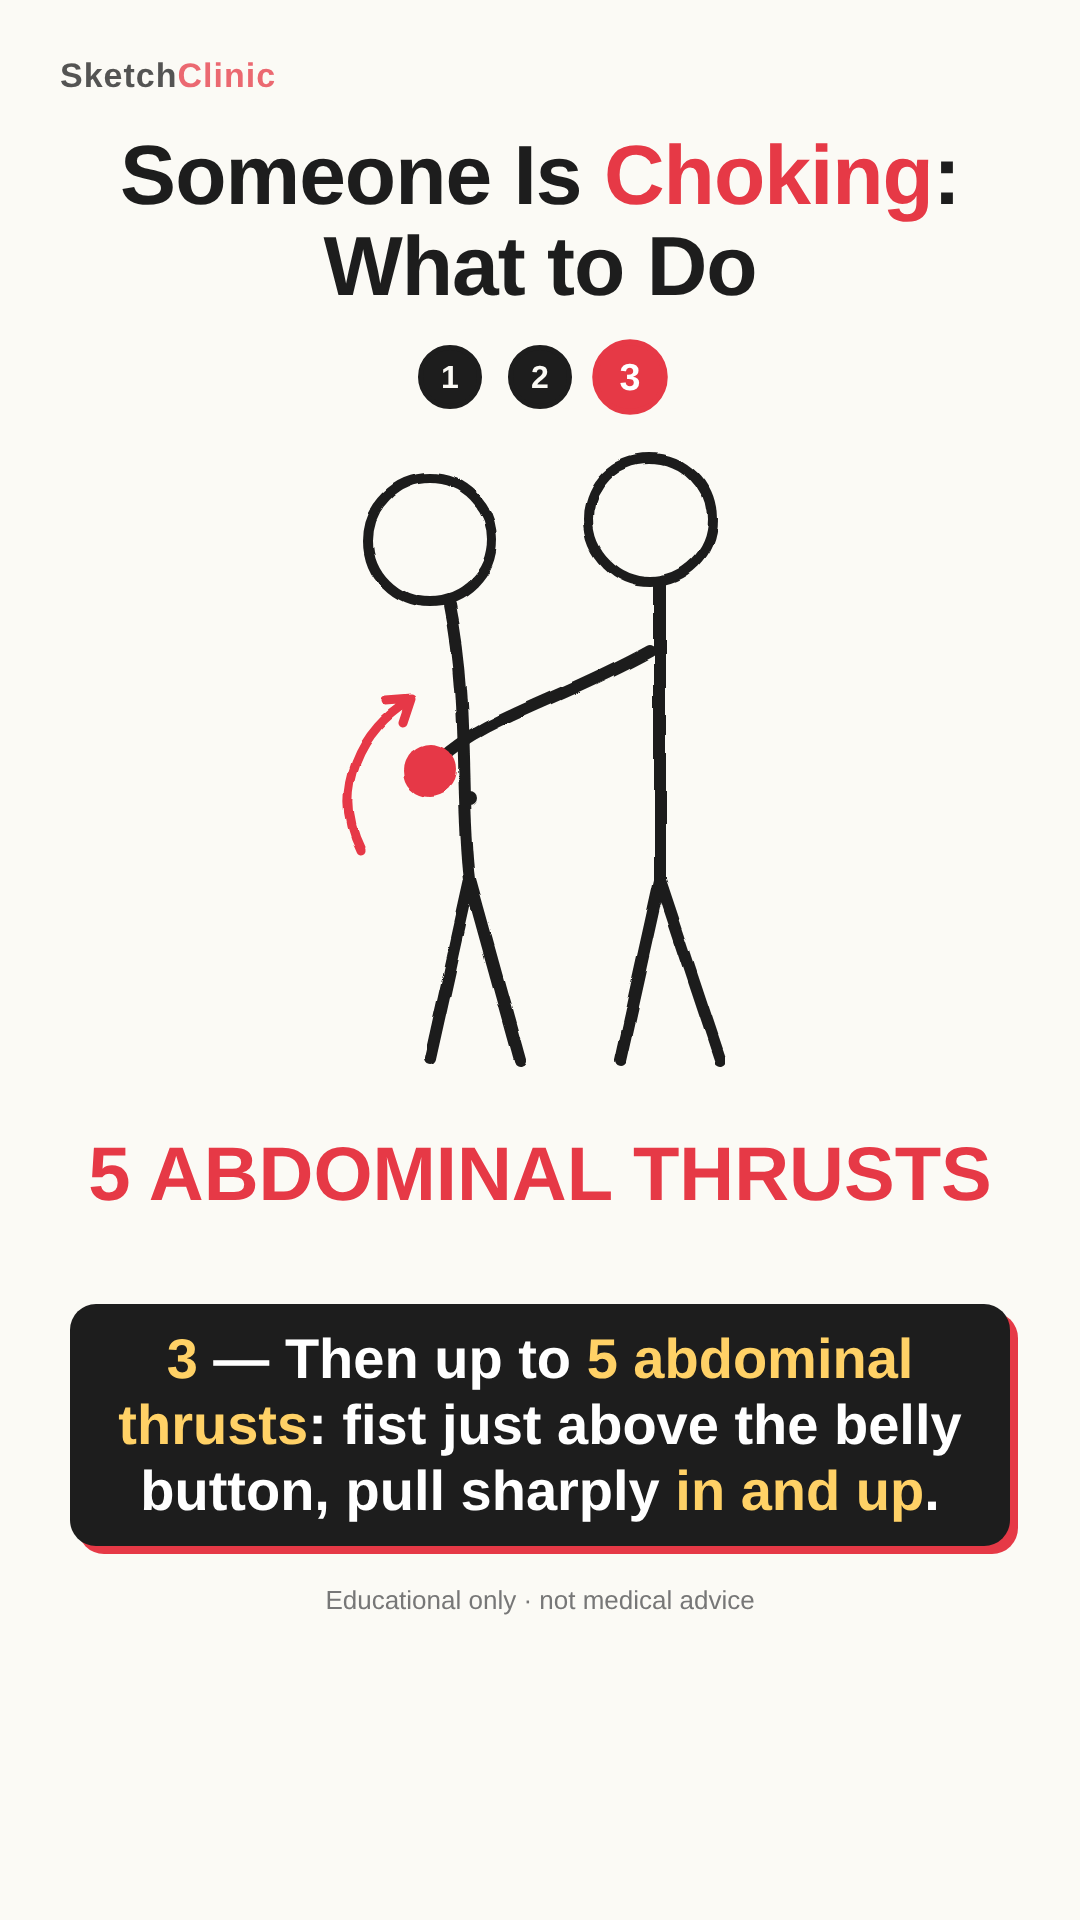 SketchClinic
Someone Is Choking:
What to Do
1 2 3
5 ABDOMINAL THRUSTS
3 — Then up to 5 abdominal
thrusts: fist just above the belly
button, pull sharply in and up.
Educational only · not medical advice